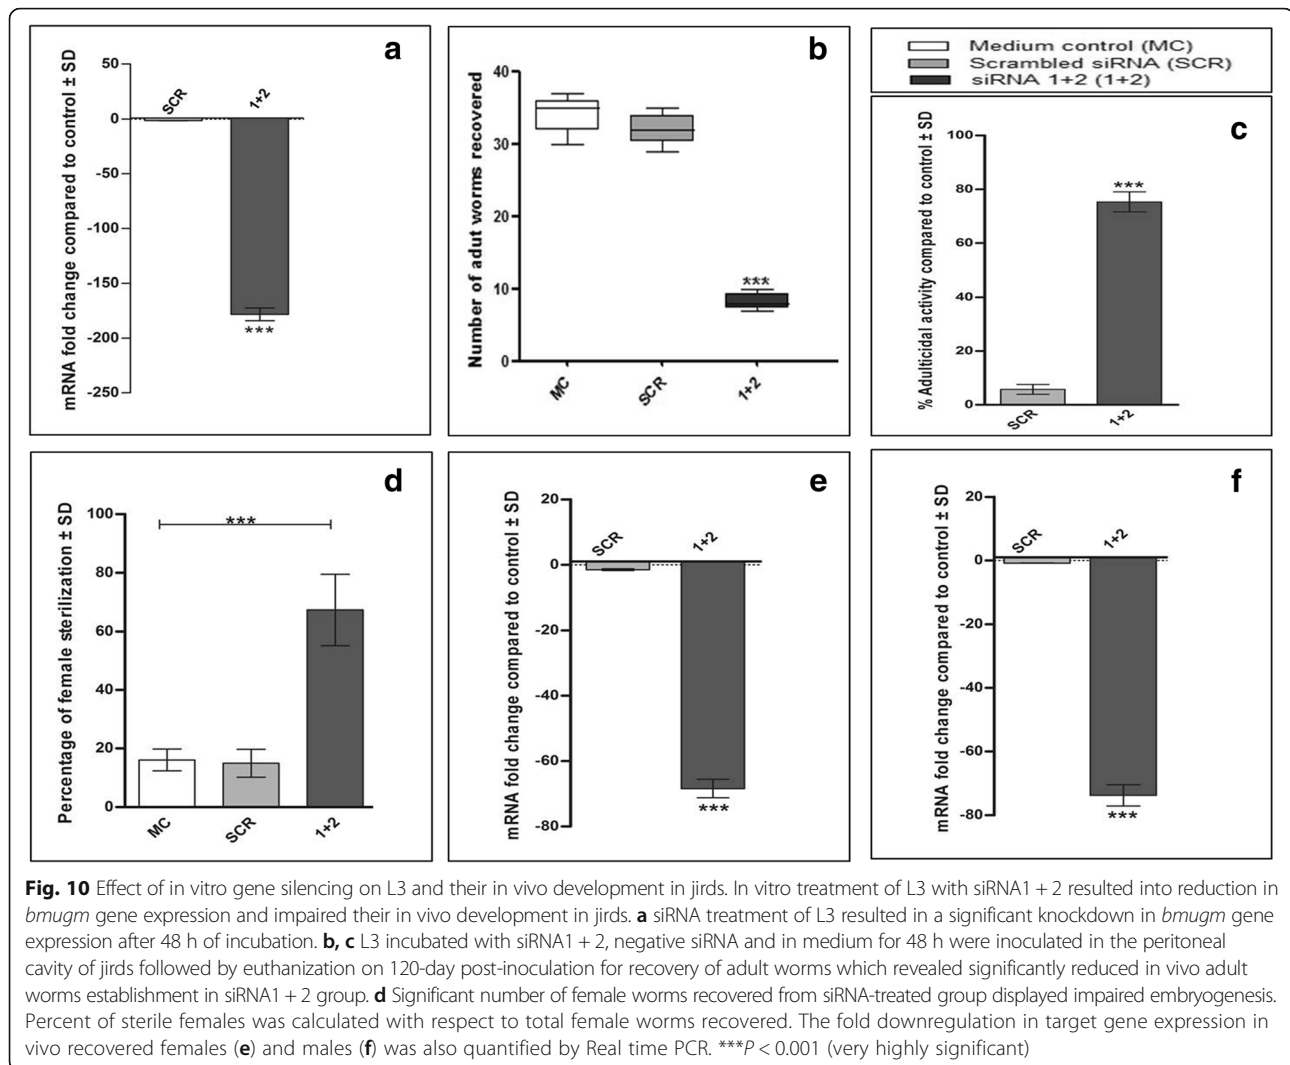 a
mRNA fold change compared to control ± SD
50
0
-50
-100
-150
-200
-250
SCR
1+2
***
b
Number of adut worms recovered
40
30
20
10
0
***
MC
SCR
1+2
Medium control (MC)
Scrambled siRNA (SCR)
siRNA 1+2 (1+2)
c
% Adulticidal activity compared to control ± SD
100
80
60
40
20
0
***
SCR
1+2
d
Percentage of female sterilization ± SD
100
80
60
40
20
0
***
MC
SCR
1+2
e
mRNA fold change compared to control ± SD
20
0
-20
-40
-60
-80
SCR
1+2
***
f
mRNA fold change compared to control ± SD
20
0
-20
-40
-60
-80
SCR
1+2
***
Fig. 10 Effect of in vitro gene silencing on L3 and their in vivo development in jirds. In vitro treatment of L3 with siRNA1 + 2 resulted into reduction in
bmugm gene expression and impaired their in vivo development in jirds. a siRNA treatment of L3 resulted in a significant knockdown in bmugm gene
expression after 48 h of incubation. b, c L3 incubated with siRNA1 + 2, negative siRNA and in medium for 48 h were inoculated in the peritoneal
cavity of jirds followed by euthanization on 120-day post-inoculation for recovery of adult worms which revealed significantly reduced in vivo adult
worms establishment in siRNA1 + 2 group. d Significant number of female worms recovered from siRNA-treated group displayed impaired embryogenesis.
Percent of sterile females was calculated with respect to total female worms recovered. The fold downregulation in target gene expression in
vivo recovered females (e) and males (f) was also quantified by Real time PCR. ***P < 0.001 (very highly significant)